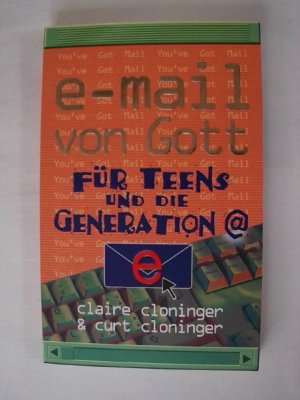 You've Got Mail You've Got Mail
e-mail
von Gott
FÜR TEENS
UND DIE
GENERATION @
e
claire cloninger
& curt cloninger